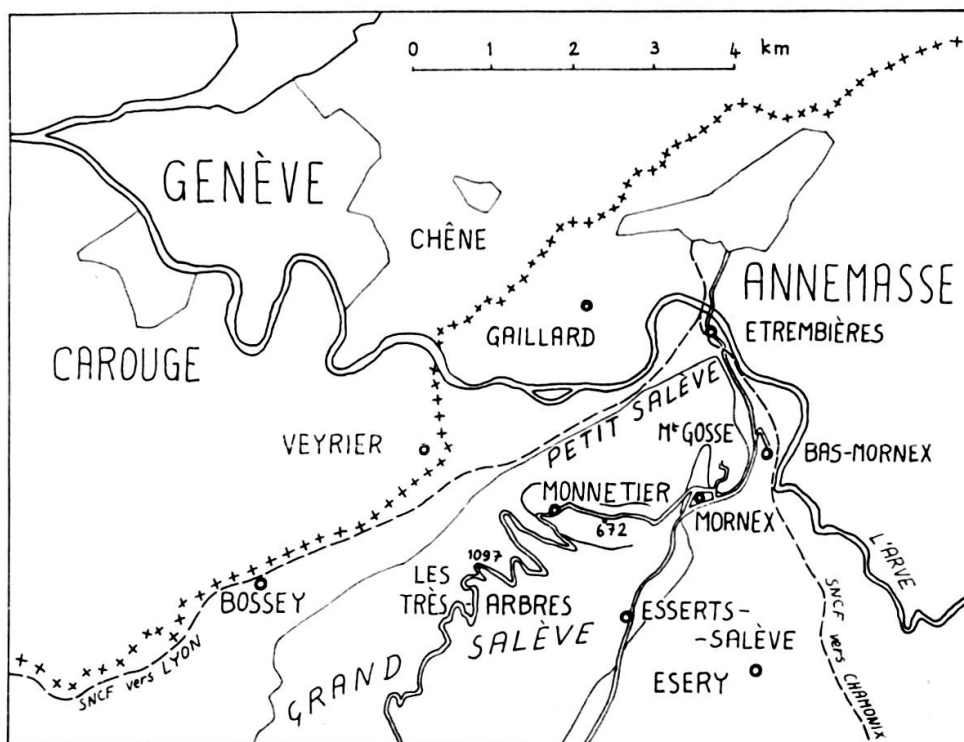 0 1 2 3 4 km
GENÈVE
CHÊNE
ANNEMASSE
GAILLARD
ETREMBIÈRES
CAROUGE
PETIT SALÈVE
VEYRIER
Mt GOSSE
BAS-MORNEX
MONNETIER
MORNEX
672
L'ARVE
1097
LES
TRÈS ARBRES
BOSSEY
ESSERTS-
-SALÈVE
GRAND SALÈVE
ESERY
SNCF vers LYON
SNCF vers CHAMONIX